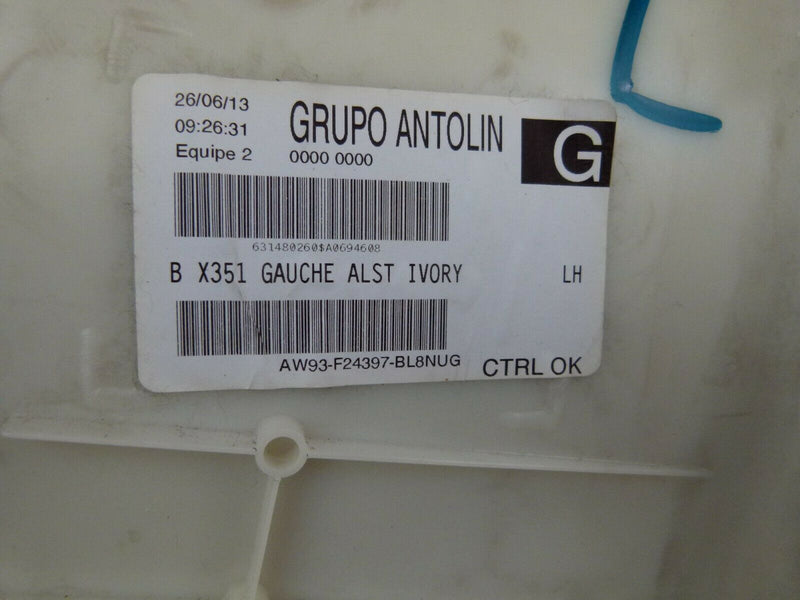 26/06/13
09:26:31
Equipe 2
GRUPO ANTOLIN
0000 0000
G
631480260$A0694608
B X351 GAUCHE ALST IVORY LH
AW93-F24397-BL8NUG
CTRL OK